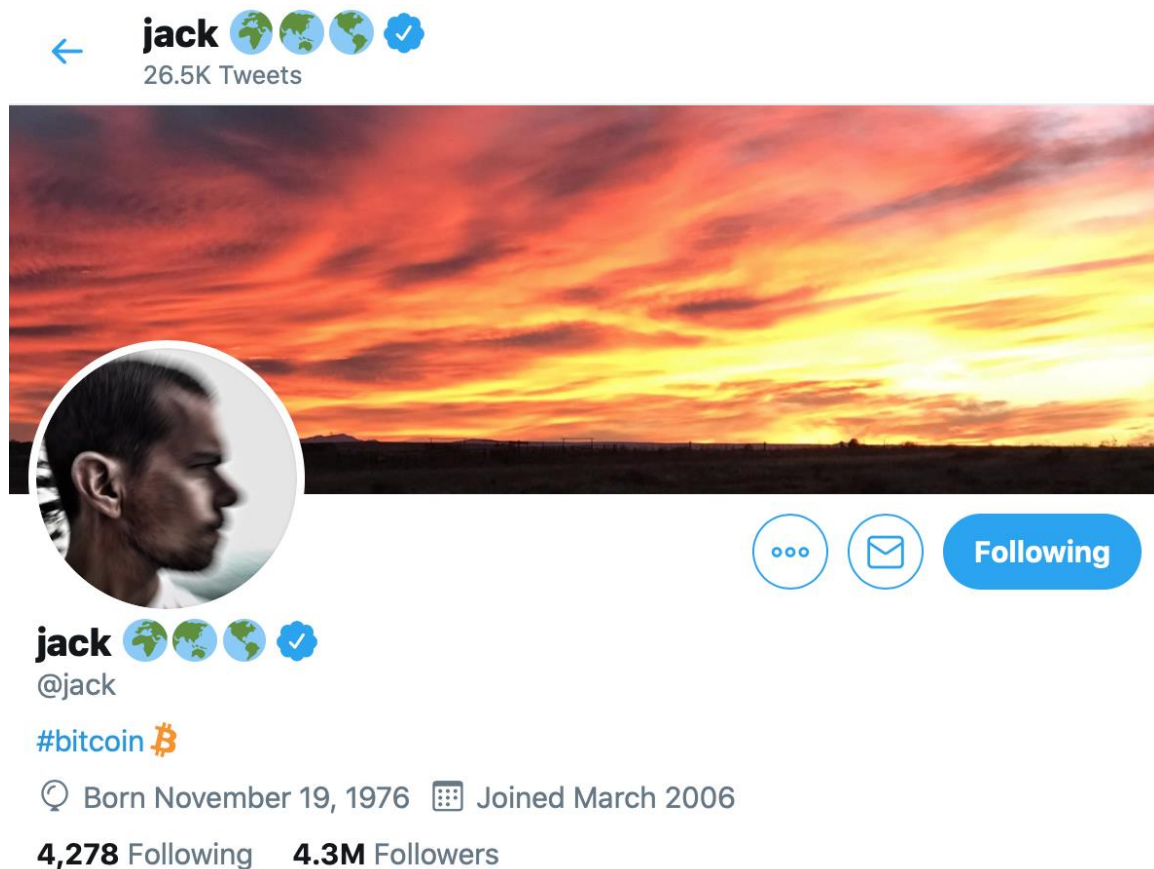 jack 🌍🌏🌎
26.5K Tweets
Following
jack 🌍🌏🌎
@jack
#bitcoin
Born November 19, 1976 Joined March 2006
4,278 Following 4.3M Followers